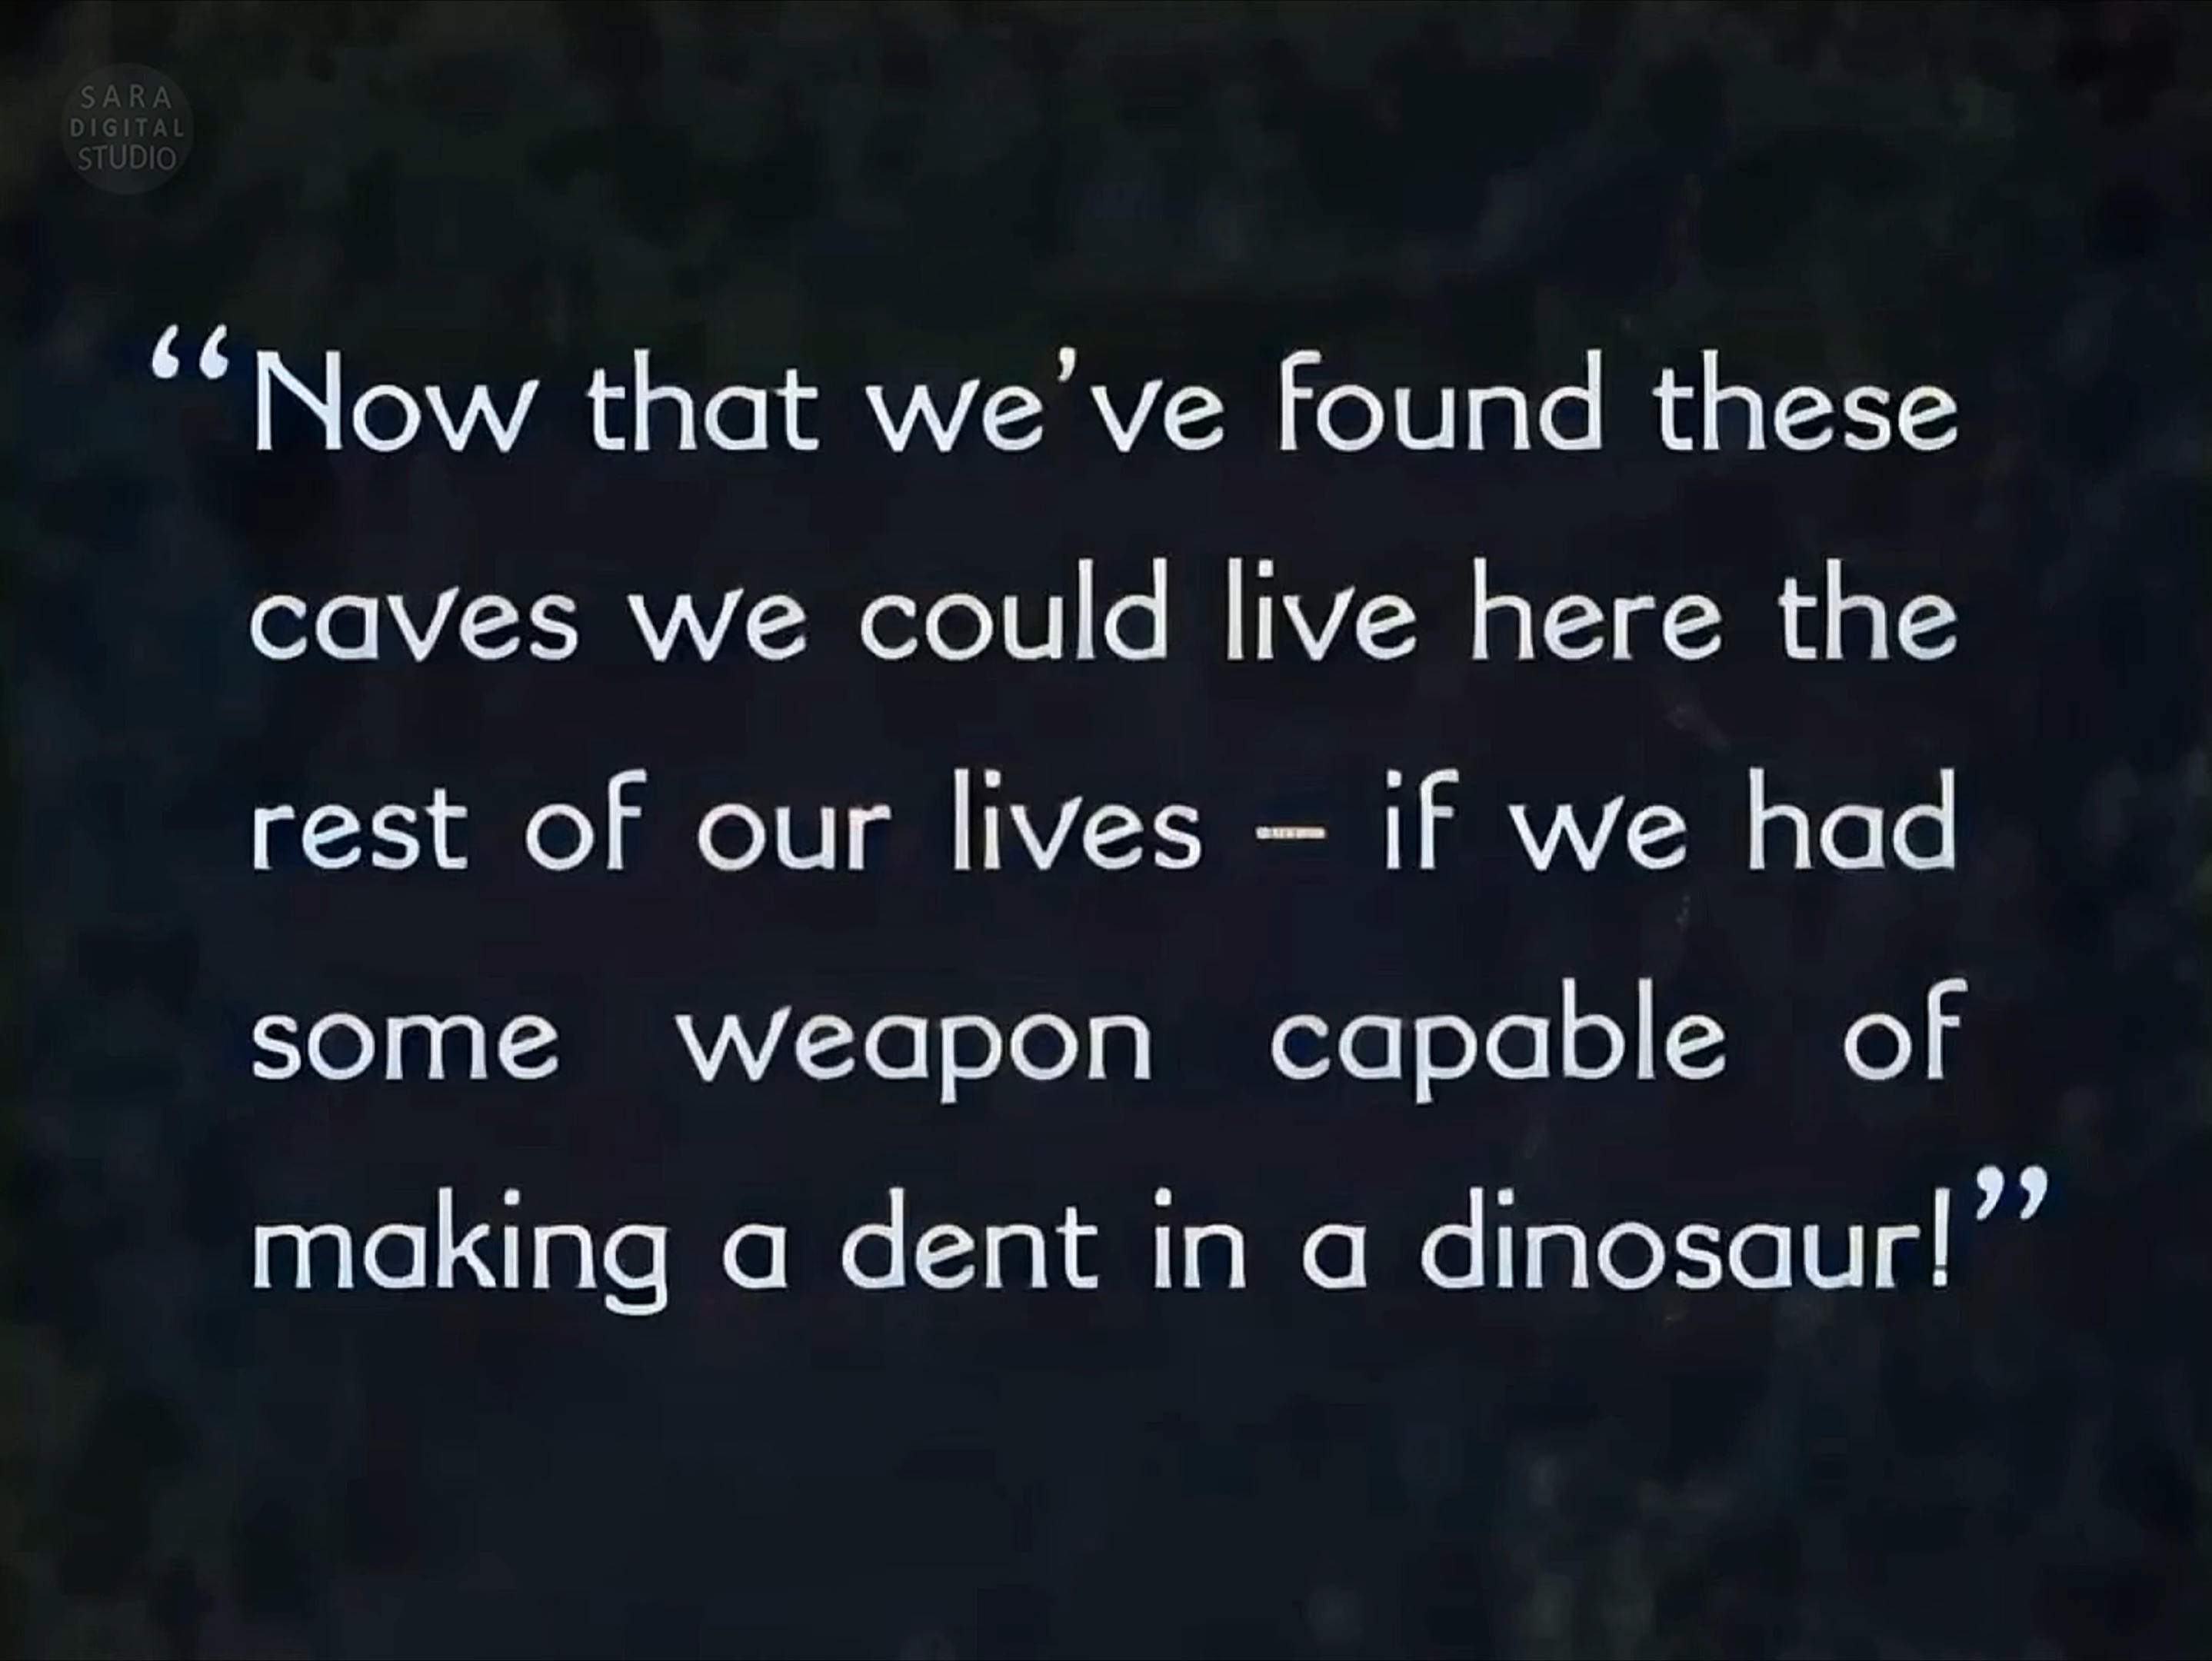 SARA
DIGITAL
STUDIO
“Now that we’ve found these
caves we could live here the
rest of our lives – if we had
some weapon capable of
making a dent in a dinosaur!”